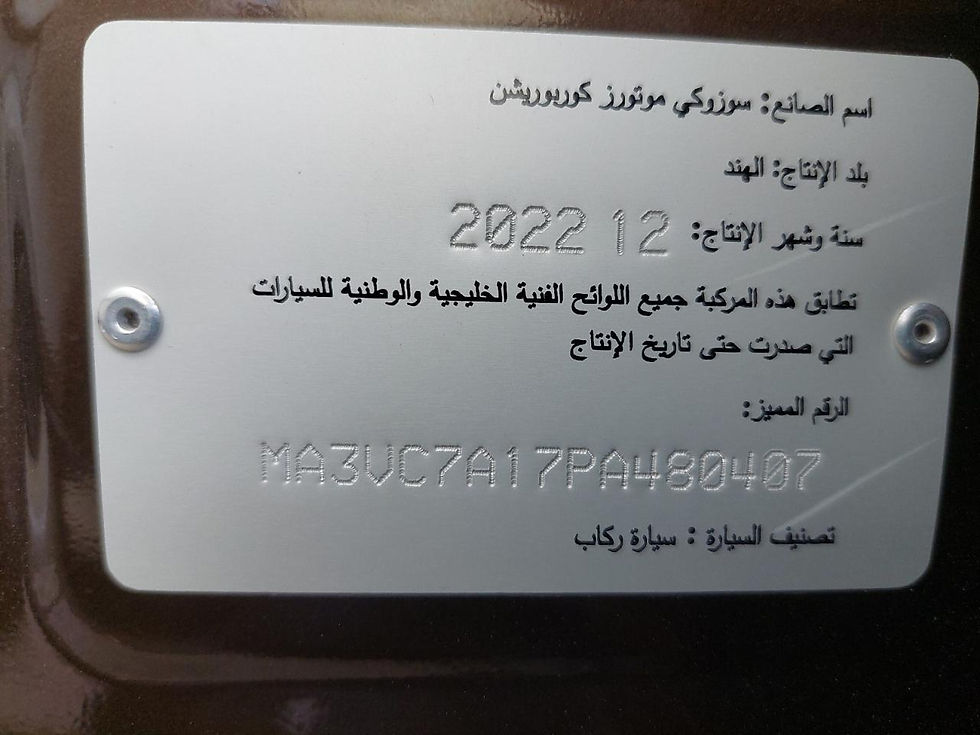 اسم الصانع: سوزوكي موتورز كوربوريشن
بلد الإنتاج: الهند
سنة وشهر الإنتاج: 12 2022
تطابق هذه المركبة جميع اللوائح الفنية الخليجية والوطنية للسيارات
التي صدرت حتى تاريخ الإنتاج
الرقم المميز:
MA3VC7A17PA480407
تصنيف السيارة : سيارة ركاب